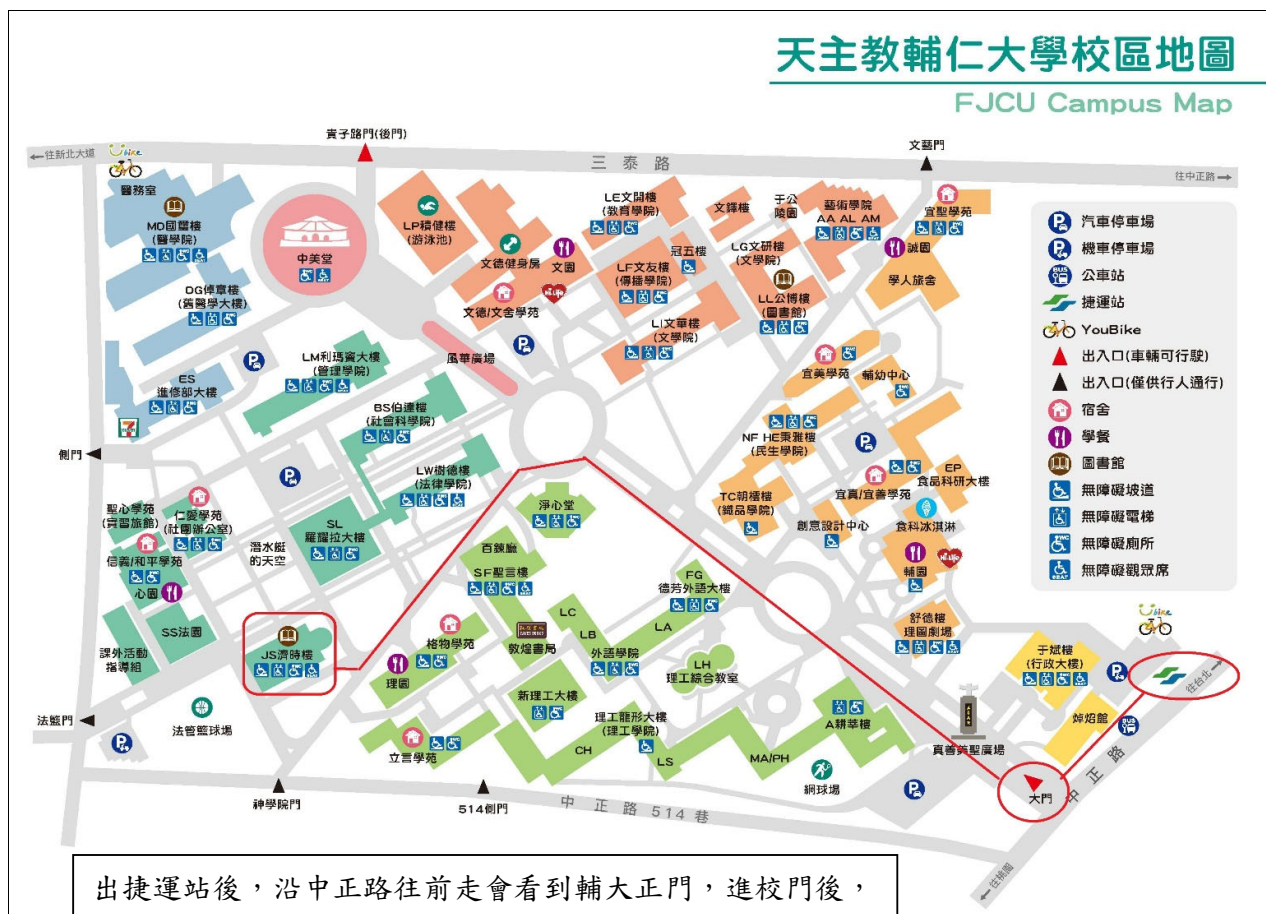 天主教輔仁大學校區地圖
FJCU Campus Map
貴子路門(後門)
文藝門
←往新北大道
三泰路
往中正路→
UBike
醫務室
MD國璽樓
(醫學院)
中美堂
LP積健樓
(游泳池)
文德健身房
文園
LE文開樓
(教育學院)
文鐸樓
于公
陵園
藝術學院
AA AL AM
宜聖學苑
誠園
冠五樓
LG文研樓
(文學院)
LF文友樓
(傳播學院)
學人旅舍
DG倬章樓
(舊醫學大樓)
文德/文舍學苑
Hi-Life
LL公博樓
(圖書館)
LI文華樓
(文學院)
風華廣場
LM利瑪竇大樓
(管理學院)
宜美學苑
輔幼中心
ES
進修部大樓
7-ELEVEN
BS伯達樓
(社會科學院)
NF HE秉雅樓
(民生學院)
側門
LW樹德樓
(法律學院)
EP
食品科研大樓
宜真/宜善學苑
TC朝橒樓
(織品學院)
聖心學苑
(實習旅館)
仁愛學苑
(社團辦公室)
SL
羅耀拉大樓
淨心堂
創意設計中心
食科冰淇淋
潛水艇
的天空
百鍊廳
信義/和平學苑
SF聖言樓
FG
德芳外語大樓
輔園
Hi-Life
心園
SS法園
LC
LB
LA
舒德樓
理圖劇場
課外活動
指導組
JS濟時樓
格物學苑
敦煌書局
外語學院
LH
理工綜合教室
于斌樓
(行政大樓)
UBike
往台北→
理園
新理工大樓
法籃門
法管籃球場
理工龍形大樓
(理工學院)
A耕莘樓
真善美聖廣場
焯炤館
BUS
立言學苑
CH
LS
MA/PH
網球場
大門
中正路
神學院門
514側門
中正路514巷
←往桃園
汽車停車場
機車停車場
BUS
公車站
捷運站
YouBike
出入口(車輛可行駛)
出入口(僅供行人通行)
宿舍
學餐
圖書館
無障礙坡道
無障礙電梯
無障礙廁所
無障礙觀眾席
出捷運站後，沿中正路往前走會看到輔大正門，進校門後，